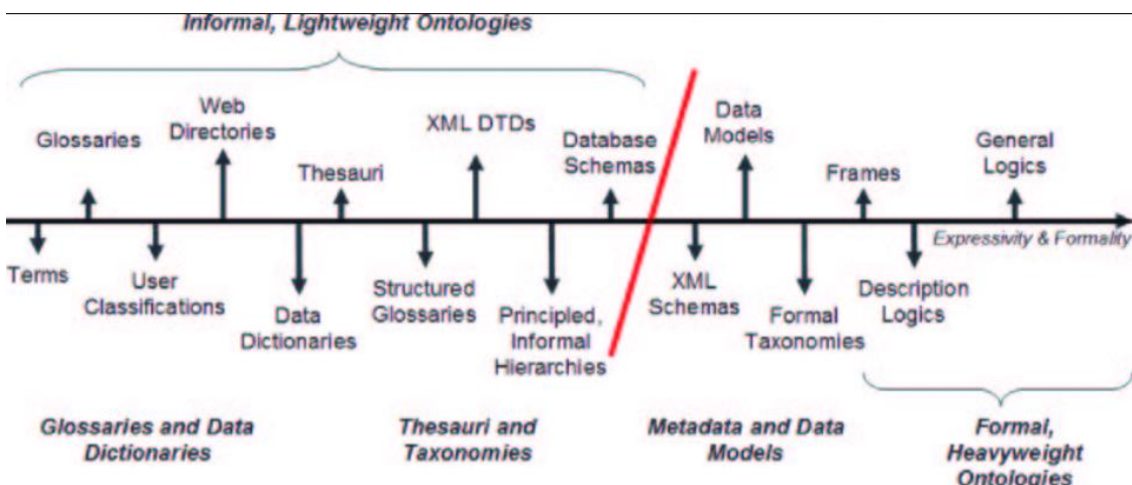 Informal, Lightweight Ontologies
Glossaries
Web
Directories
Thesauri
XML DTDs
Database
Schemas
Data
Models
Frames
General
Logics
Expressivity & Formality
Terms
User
Classifications
Data
Dictionaries
Structured
Glossaries
Principled,
Informal
Hierarchies
XML
Schemas
Formal
Taxonomies
Description
Logics
Glossaries and Data
Dictionaries
Thesauri and
Taxonomies
Metadata and Data
Models
Formal,
Heavyweight
Ontologies